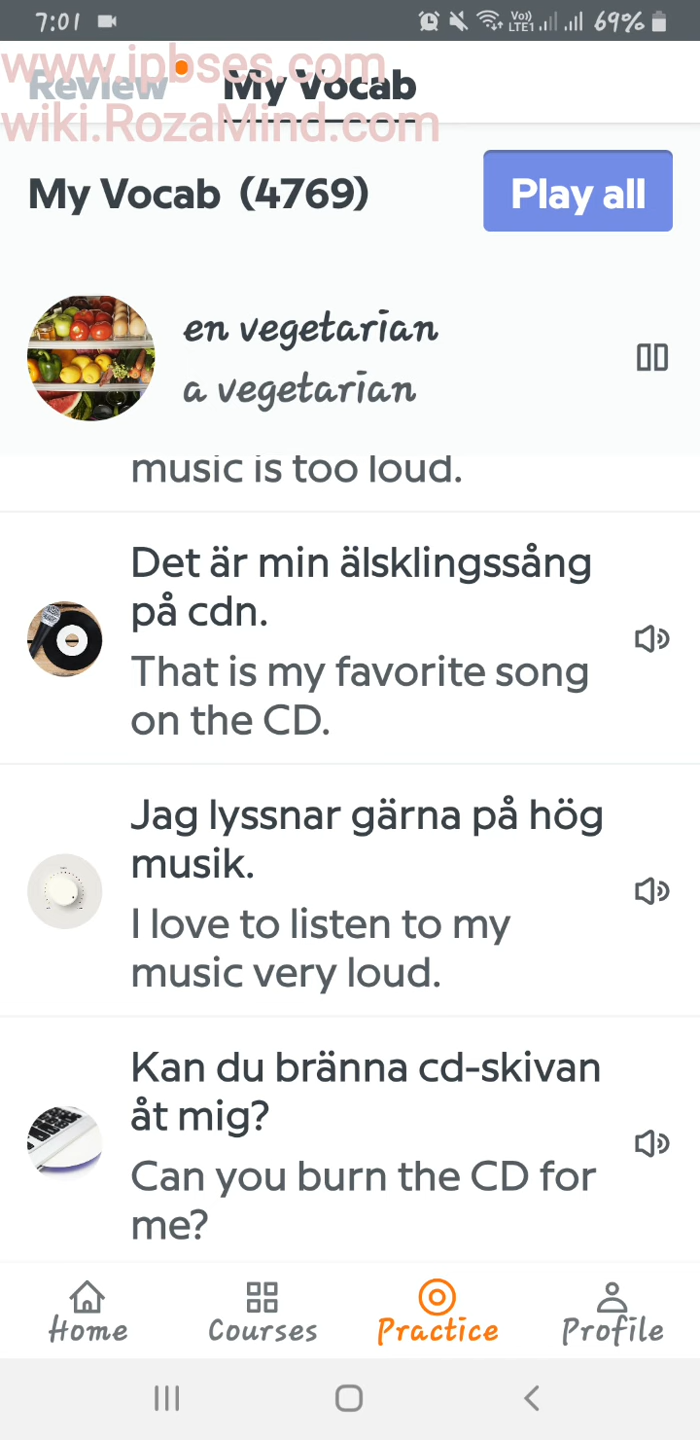 7:01
Vo)) LTE1 69%
www.ipbses.com
Review My Vocab
wiki.RozaMind.com
My Vocab (4769)
Play all
en vegetarian
a vegetarian
music is too loud.
Det är min älsklingssång
på cdn.
That is my favorite song
on the CD.
Jag lyssnar gärna på hög
musik.
I love to listen to my
music very loud.
Kan du bränna cd-skivan
åt mig?
Can you burn the CD for
me?
Home Courses Practice Profile